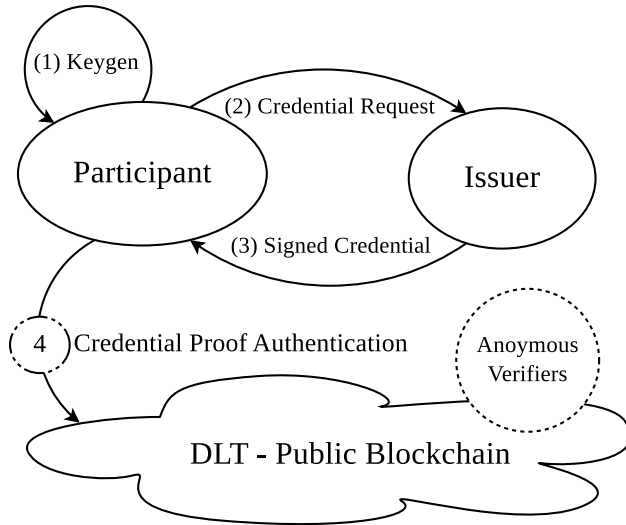 (1) Keygen
(2) Credential Request
Participant
Issuer
(3) Signed Credential
4 Credential Proof Authentication
Anoymous
Verifiers
DLT - Public Blockchain